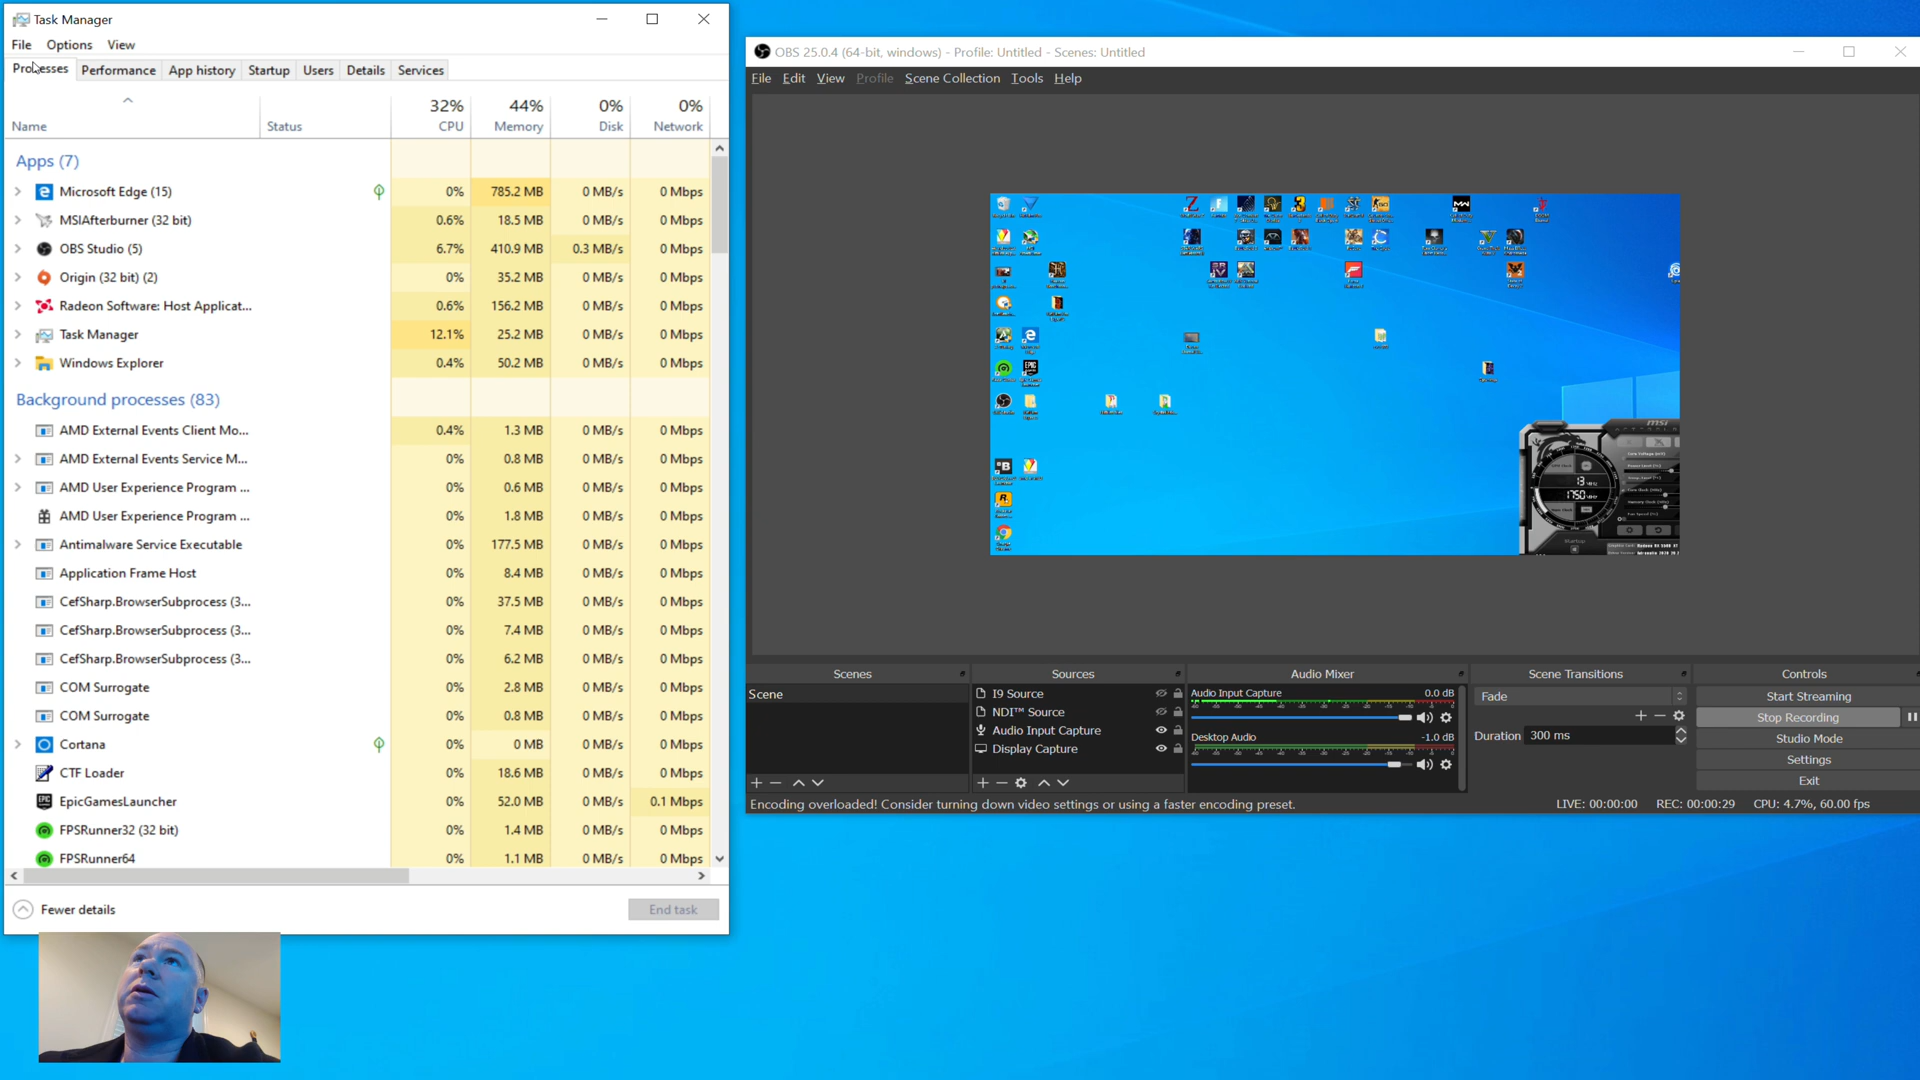 Task Manager
File Options View
Processes Performance App history Startup Users Details Services
32% 44% 0% 0%
Name Status CPU Memory Disk Network
Apps (7)
Microsoft Edge (15) 0% 785.2 MB 0 MB/s 0 Mbps
MSIAfterburner (32 bit) 0.6% 18.5 MB 0 MB/s 0 Mbps
OBS Studio (5) 6.7% 410.9 MB 0.3 MB/s 0 Mbps
Origin (32 bit) (2) 0% 35.2 MB 0 MB/s 0 Mbps
Radeon Software: Host Applicat... 0.6% 156.2 MB 0 MB/s 0 Mbps
Task Manager 12.1% 25.2 MB 0 MB/s 0 Mbps
Windows Explorer 0.4% 50.2 MB 0 MB/s 0 Mbps
Background processes (83)
AMD External Events Client Mo... 0.4% 1.3 MB 0 MB/s 0 Mbps
AMD External Events Service M... 0% 0.8 MB 0 MB/s 0 Mbps
AMD User Experience Program ... 0% 0.6 MB 0 MB/s 0 Mbps
AMD User Experience Program ... 0% 1.8 MB 0 MB/s 0 Mbps
Antimalware Service Executable 0% 177.5 MB 0 MB/s 0 Mbps
Application Frame Host 0% 8.4 MB 0 MB/s 0 Mbps
CefSharp.BrowserSubprocess (3... 0% 37.5 MB 0 MB/s 0 Mbps
CefSharp.BrowserSubprocess (3... 0% 7.4 MB 0 MB/s 0 Mbps
CefSharp.BrowserSubprocess (3... 0% 6.2 MB 0 MB/s 0 Mbps
COM Surrogate 0% 2.8 MB 0 MB/s 0 Mbps
COM Surrogate 0% 0.8 MB 0 MB/s 0 Mbps
Cortana 0% 0 MB 0 MB/s 0 Mbps
CTF Loader 0% 18.6 MB 0 MB/s 0 Mbps
EpicGamesLauncher 0% 52.0 MB 0 MB/s 0.1 Mbps
FPSRunner32 (32 bit) 0% 1.4 MB 0 MB/s 0 Mbps
FPSRunner64 0% 1.1 MB 0 MB/s 0 Mbps
Fewer details End task
OBS 25.0.4 (64-bit, windows) - Profile: Untitled - Scenes: Untitled
File Edit View Profile Scene Collection Tools Help
msi
13
1750
Startup
Scenes Sources Audio Mixer Scene Transitions Controls
Scene
I9 Source
NDI™ Source
Audio Input Capture
Display Capture
Audio Input Capture 0.0 dB
Desktop Audio -1.0 dB
Fade
Duration 300 ms
Start Streaming
Stop Recording
Studio Mode
Settings
Exit
Encoding overloaded! Consider turning down video settings or using a faster encoding preset. LIVE: 00:00:00 REC: 00:00:29 CPU: 4.7%, 60.00 fps